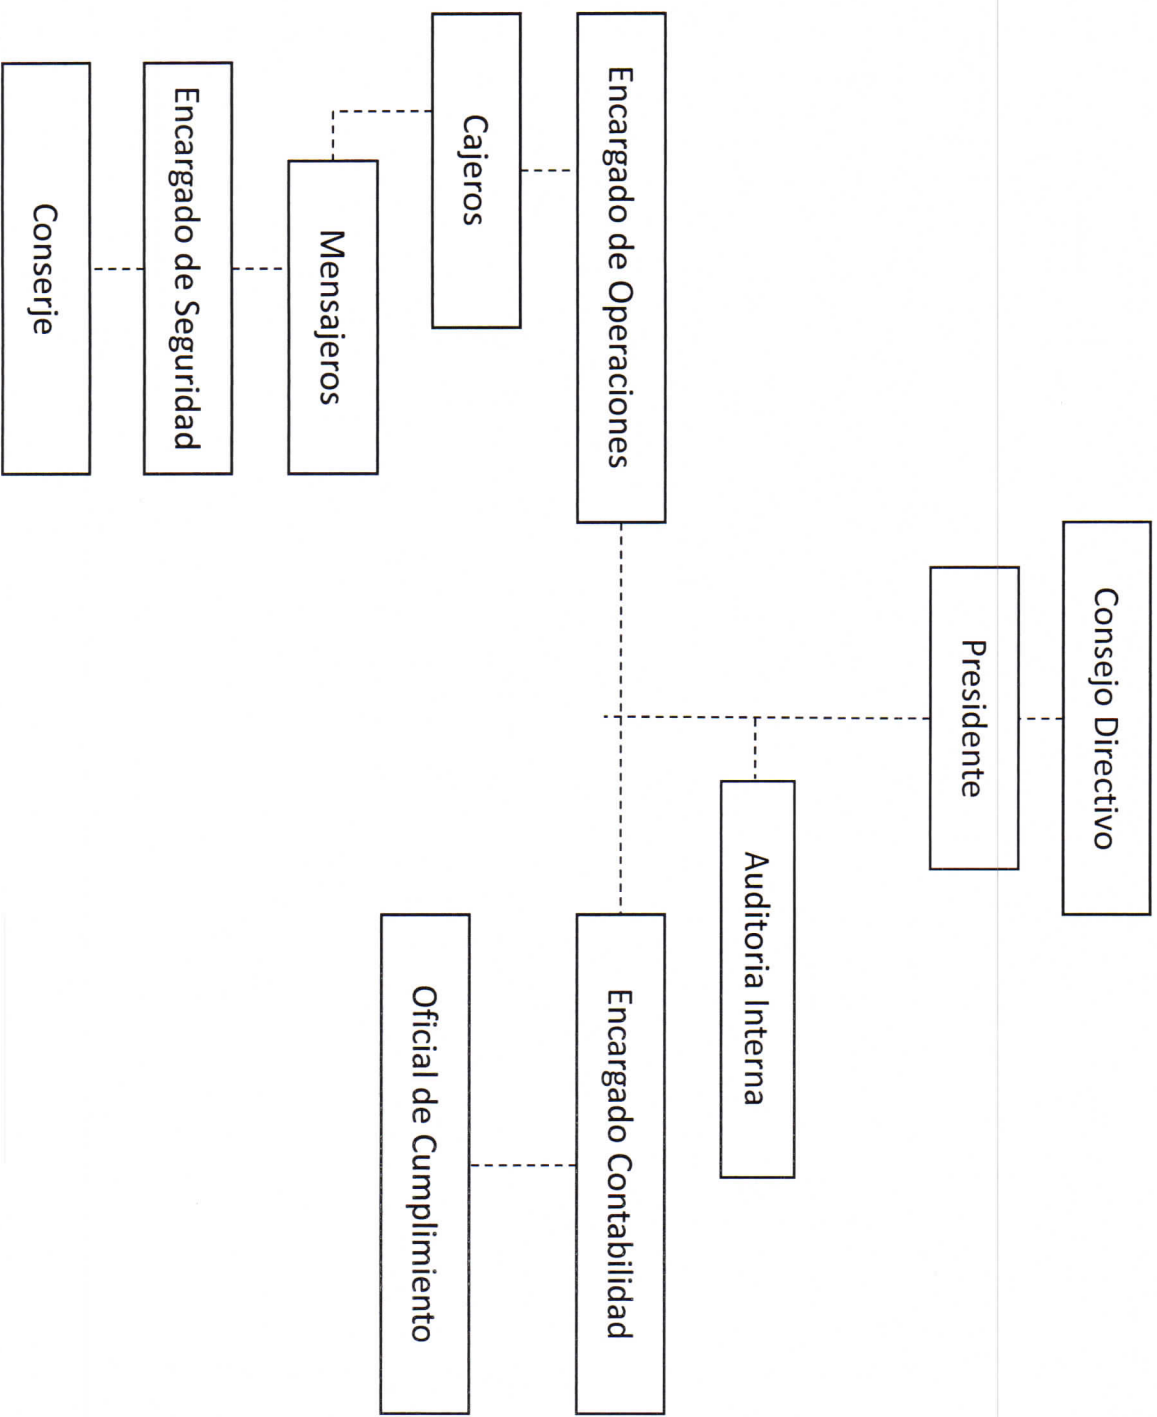 Consejo Directivo
Presidente
Auditoria Interna
Encargado de Operaciones
Encargado Contabilidad
Cajeros
Oficial de Cumplimiento
Mensajeros
Encargado de Seguridad
Conserje